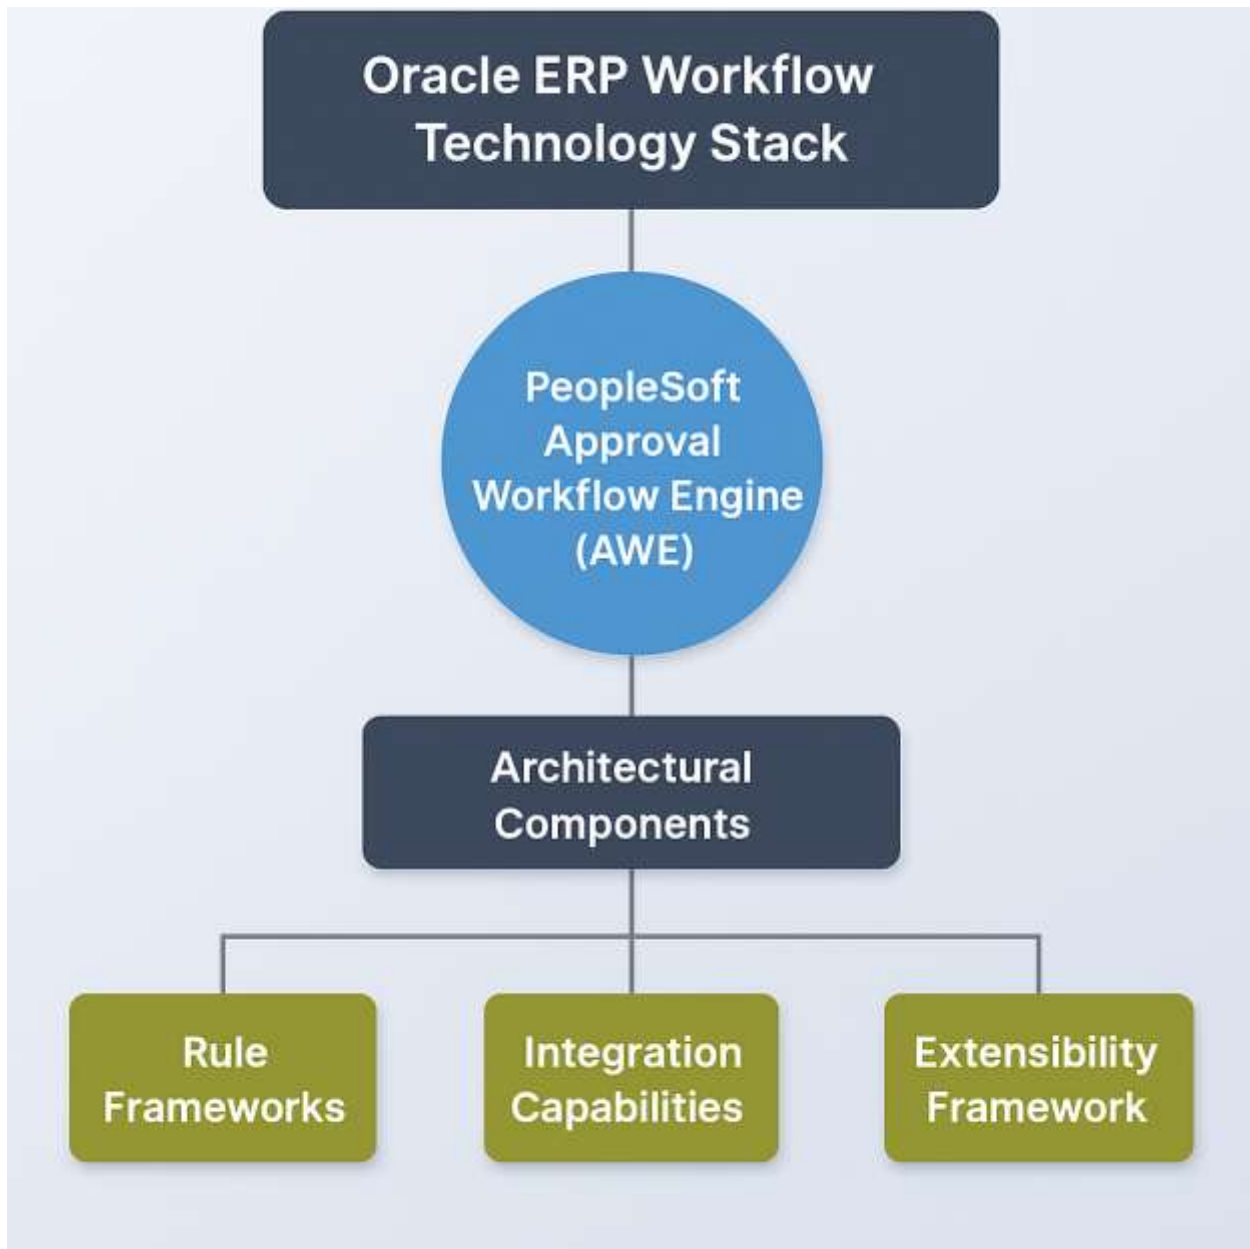 Oracle ERP Workflow
Technology Stack
PeopleSoft
Approval
Workflow Engine
(AWE)
Architectural
Components
Rule
Frameworks
Integration
Capabilities
Extensibility
Framework